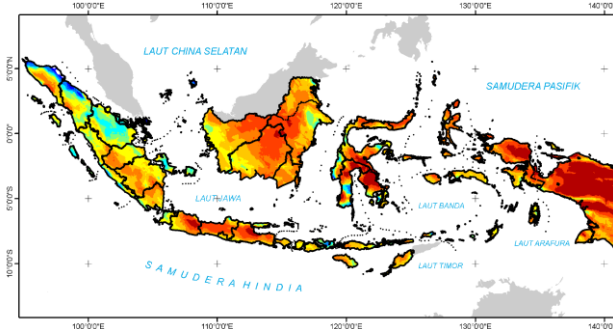 100°0'0"E 110°0'0"E 120°0'0"E 130°0'0"E 140°0'0"E
LAUT CHINA SELATAN
5°0'0"N
SAMUDERA PASIFIK
0°0'0"
LAUT JAWA
5°0'0"S
LAUT BANDA
LAUT ARAFURA
10°0'0"S
SAMUDERA HINDIA
LAUT TIMOR
100°0'0"E 110°0'0"E 120°0'0"E 130°0'0"E 140°0'0"E